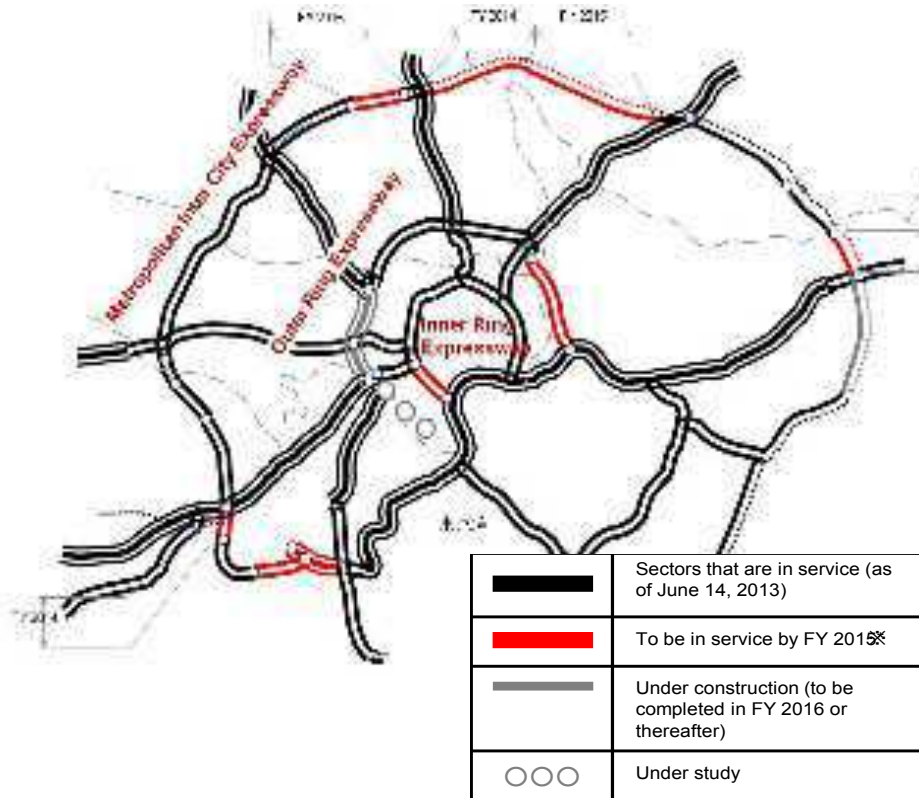 FY 2014
FY 2015
Metropolitan Inter City Expressway
Outer Ring Expressway
Inner Ring
Expressway
Sectors that are in service (as
of June 14, 2013)
To be in service by FY 2015※
Under construction (to be
completed in FY 2016 or
thereafter)
Under study